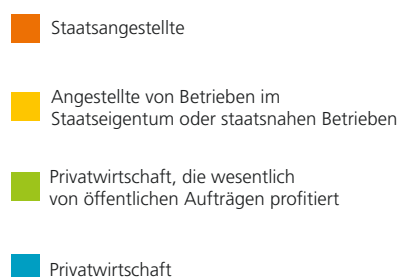 Staatsangestellte
Angestellte von Betrieben im
Staatseigentum oder staatsnahen Betrieben
Privatwirtschaft, die wesentlich
von öffentlichen Aufträgen profitiert
Privatwirtschaft